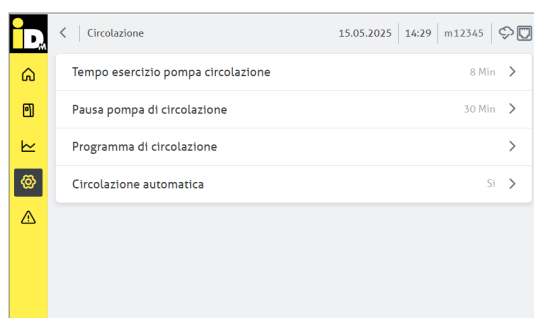 iDM
Circolazione 15.05.2025 14:29 m12345
Tempo esercizio pompa circolazione 8 Min
Pausa pompa di circolazione 30 Min
Programma di circolazione
Circolazione automatica Sì